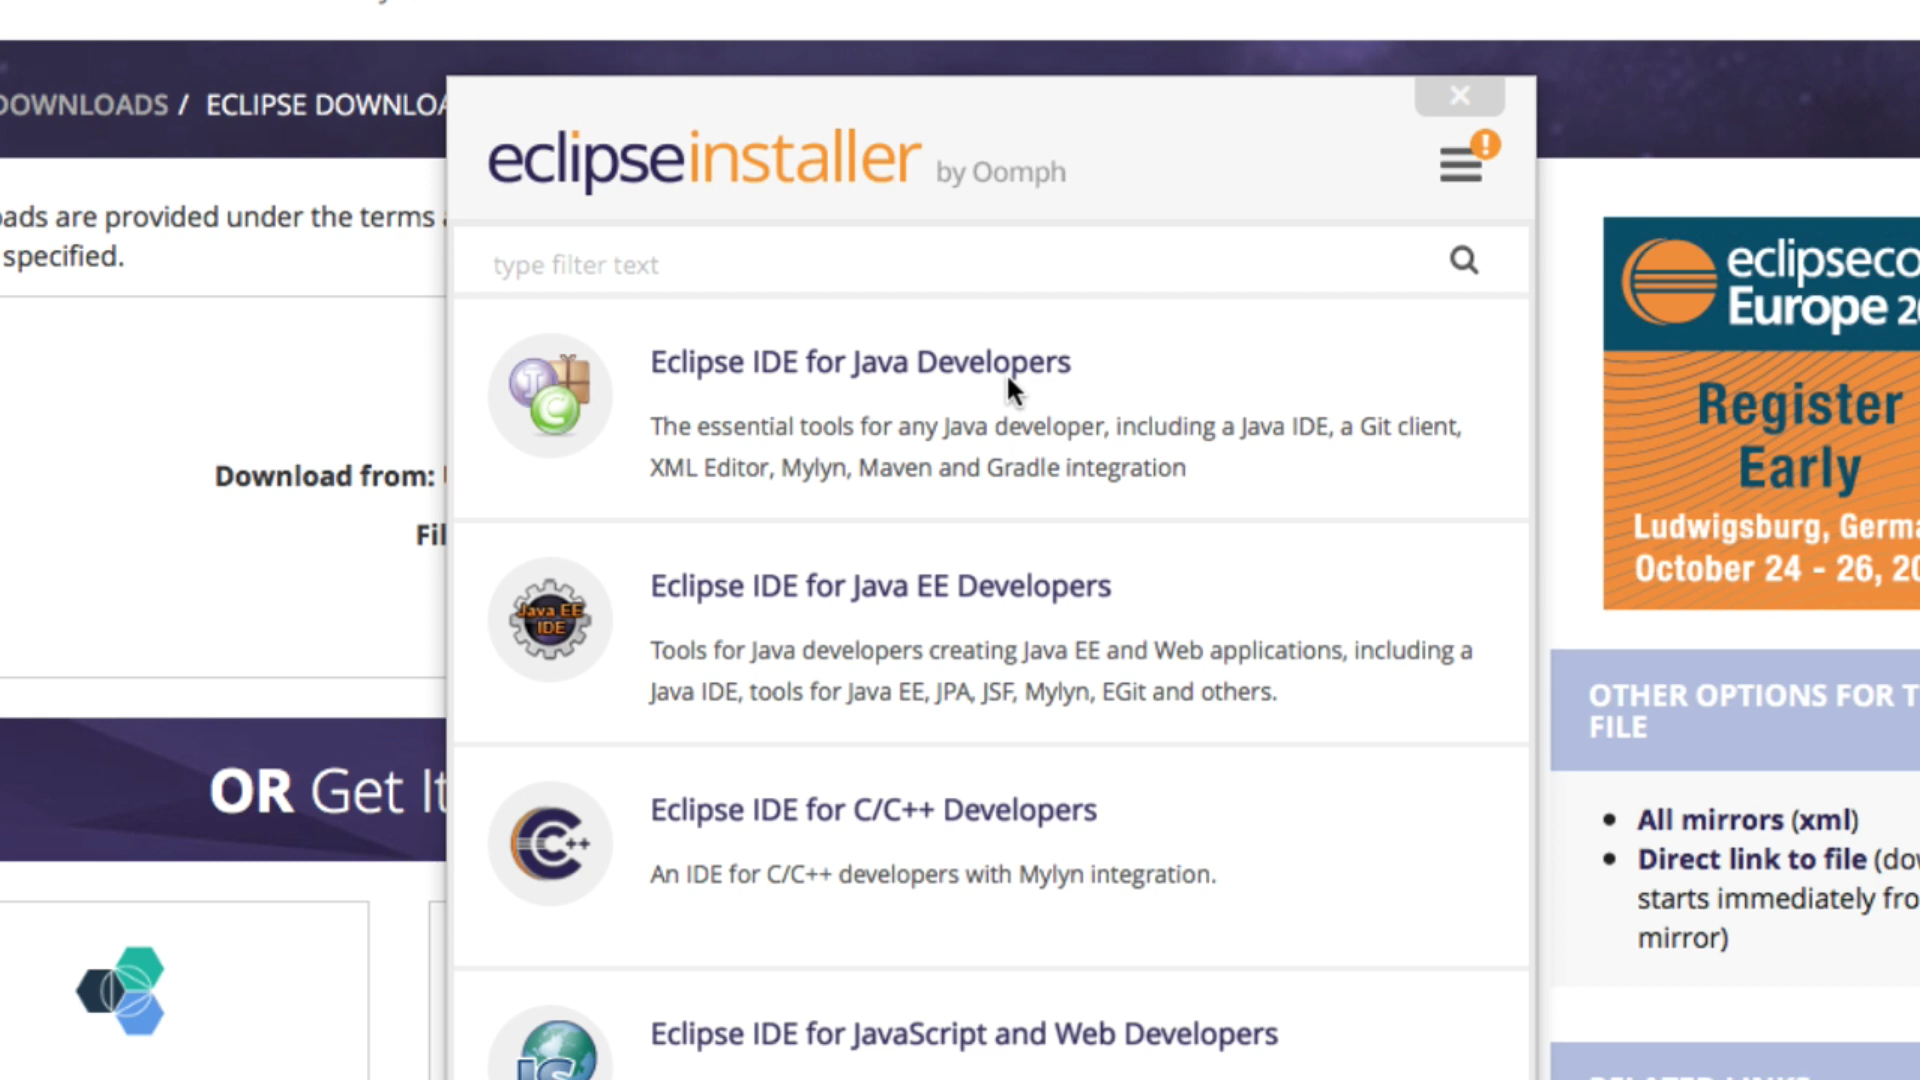 DOWNLOADS / ECLIPSE DOWNLOA
eclipseinstaller by Oomph
!
oads are provided under the terms
specified.
type filter text
Eclipse IDE for Java Developers
The essential tools for any Java developer, including a Java IDE, a Git client,
XML Editor, Mylyn, Maven and Gradle integration
J
C
Download from:
Fil
Eclipse IDE for Java EE Developers
Tools for Java developers creating Java EE and Web applications, including a
Java IDE, tools for Java EE, JPA, JSF, Mylyn, EGit and others.
Java EE
IDE
OR Get It
Eclipse IDE for C/C++ Developers
An IDE for C/C++ developers with Mylyn integration.
C++
Eclipse IDE for JavaScript and Web Developers
JS
eclipseco
Europe 20
Register
Early
Ludwigsburg, Germa
October 24 - 26, 20
OTHER OPTIONS FOR T
FILE
All mirrors (xml)
Direct link to file (dow
starts immediately fro
mirror)
RELATED LINKS